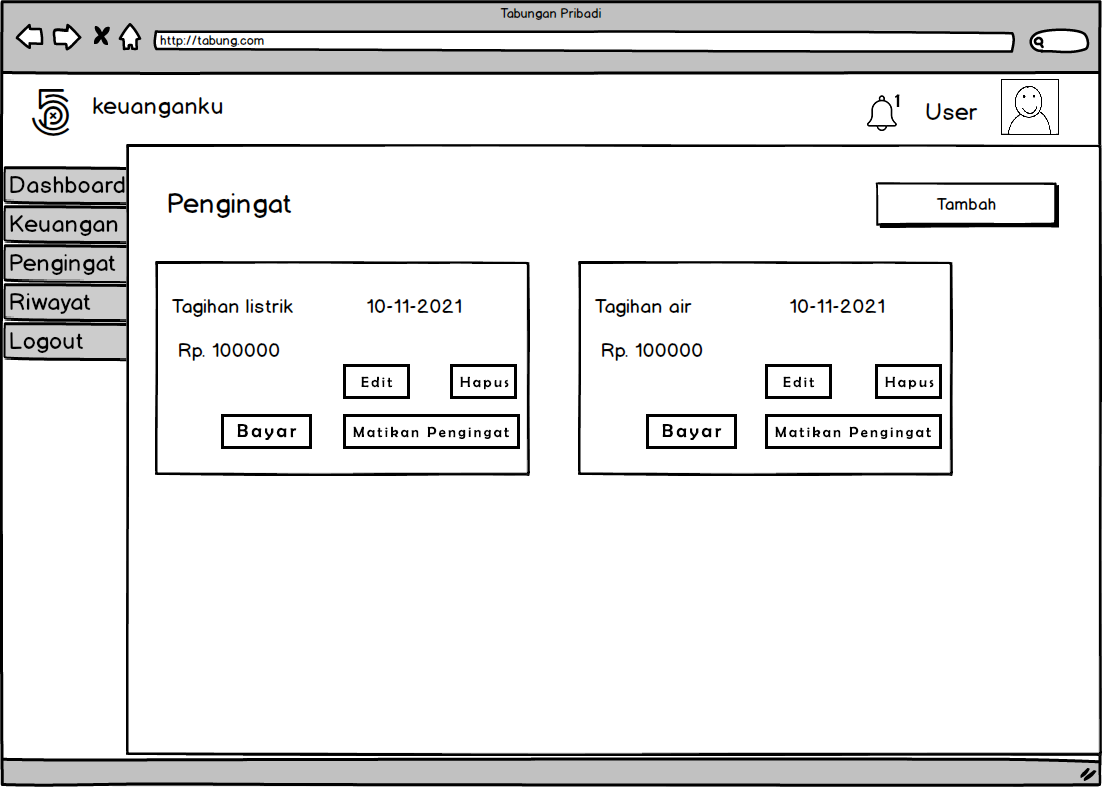 Tabungan Pribadi
http://tabung.com
keuanganku
1
User
Dashboard
Keuangan
Pengingat
Riwayat
Logout
Pengingat
Tambah
Tagihan listrik 10-11-2021
Rp. 100000
Edit Hapus
Bayar Matikan Pengingat
Tagihan air 10-11-2021
Rp. 100000
Edit Hapus
Bayar Matikan Pengingat